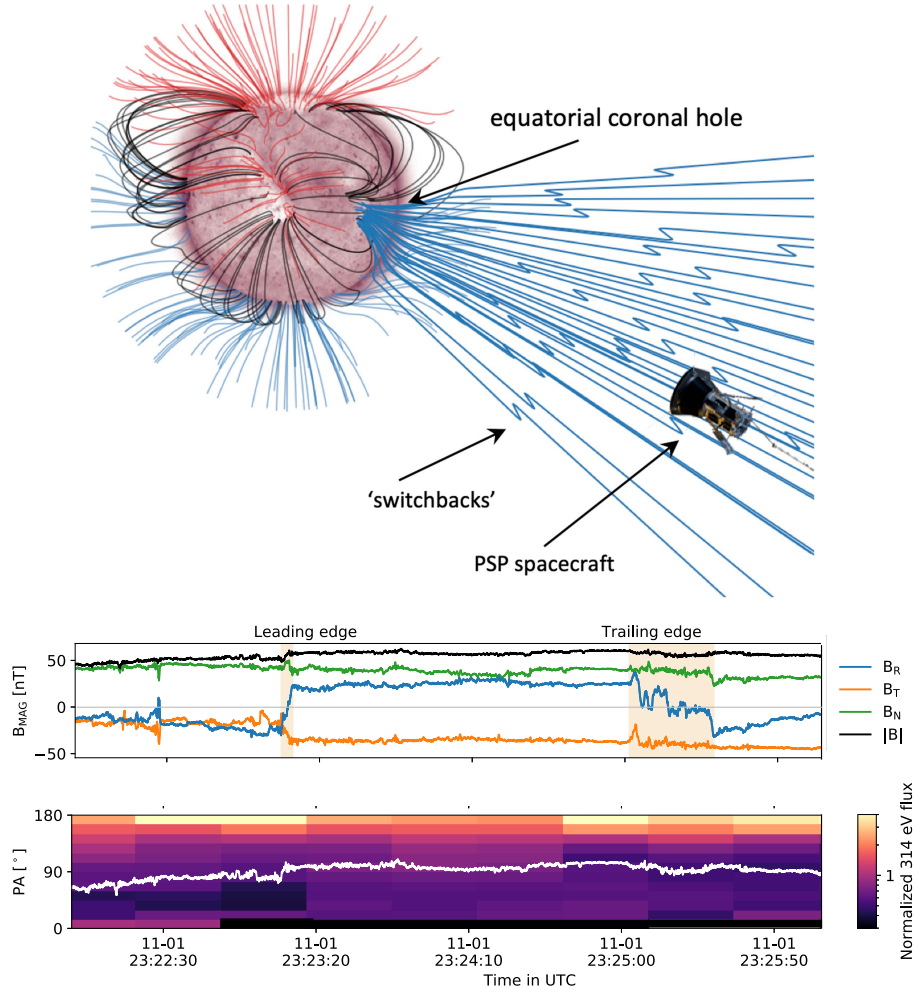 equatorial coronal hole
'switchbacks'
PSP spacecraft
Leading edge
Trailing edge
B_MAG [nT]
50
0
−50
B_R
B_T
B_N
|B|
PA [°]
180
90
0
1
Normalized 314 eV flux
11-01
23:22:30
11-01
23:23:20
11-01
23:24:10
11-01
23:25:00
11-01
23:25:50
Time in UTC